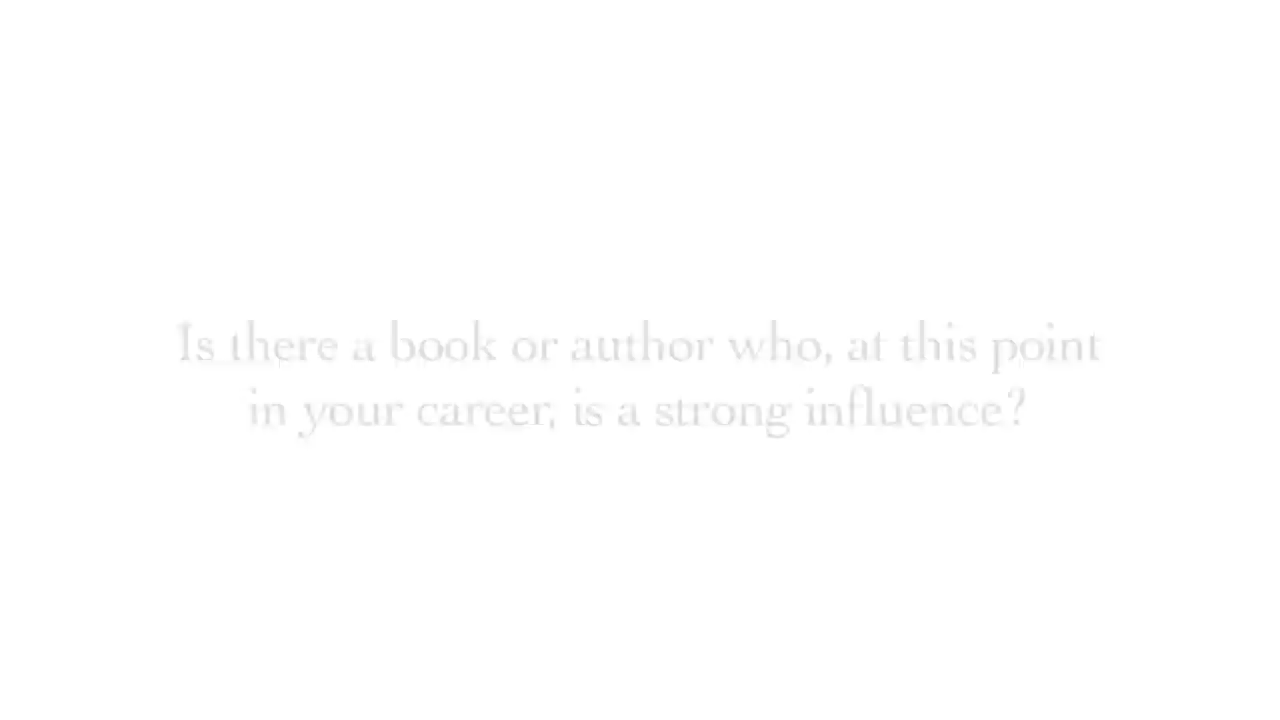 Is there a book or author who, at this point
in your career, is a strong influence?